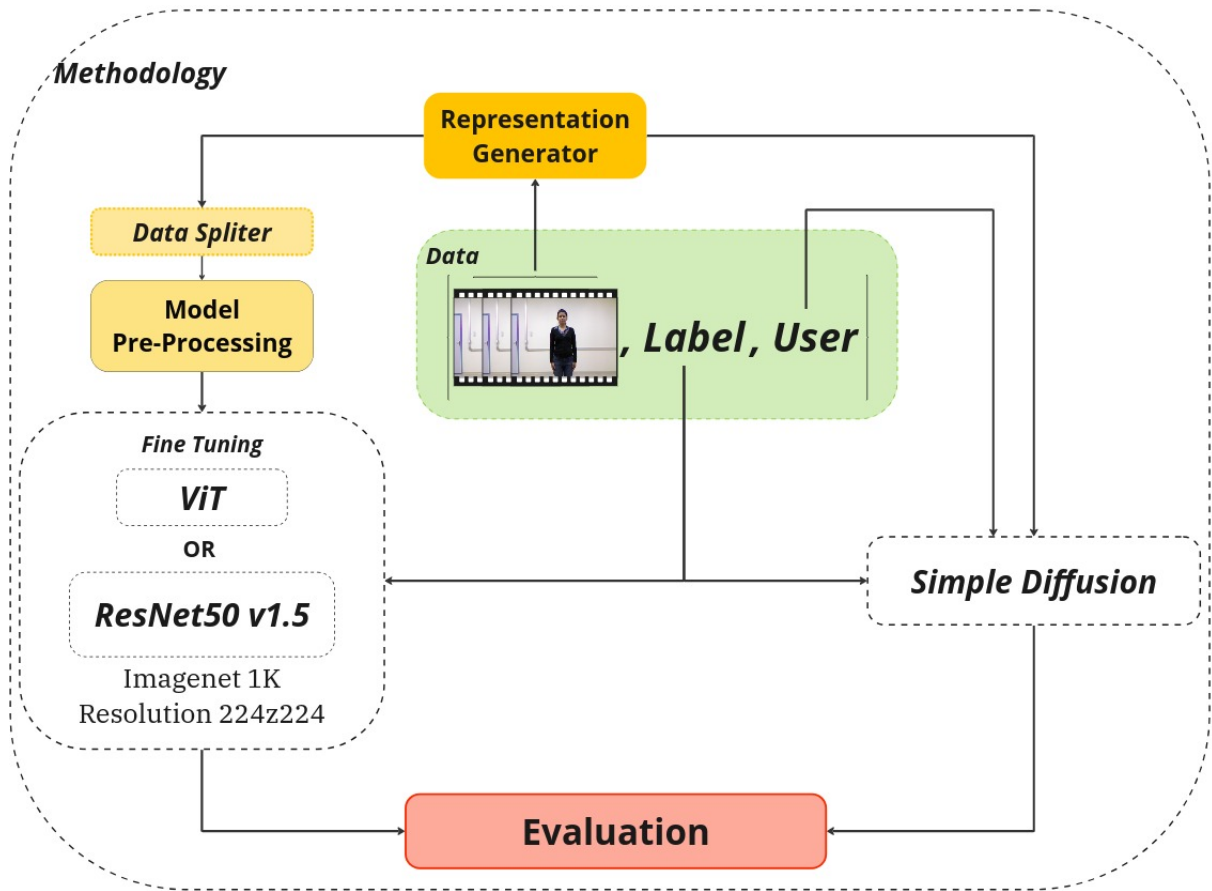 Methodology
Representation
Generator
Data Spliter
Model
Pre-Processing
Data
, Label, User
Fine Tuning
ViT
OR
ResNet50 v1.5
Imagenet 1K
Resolution 224z224
Simple Diffusion
Evaluation